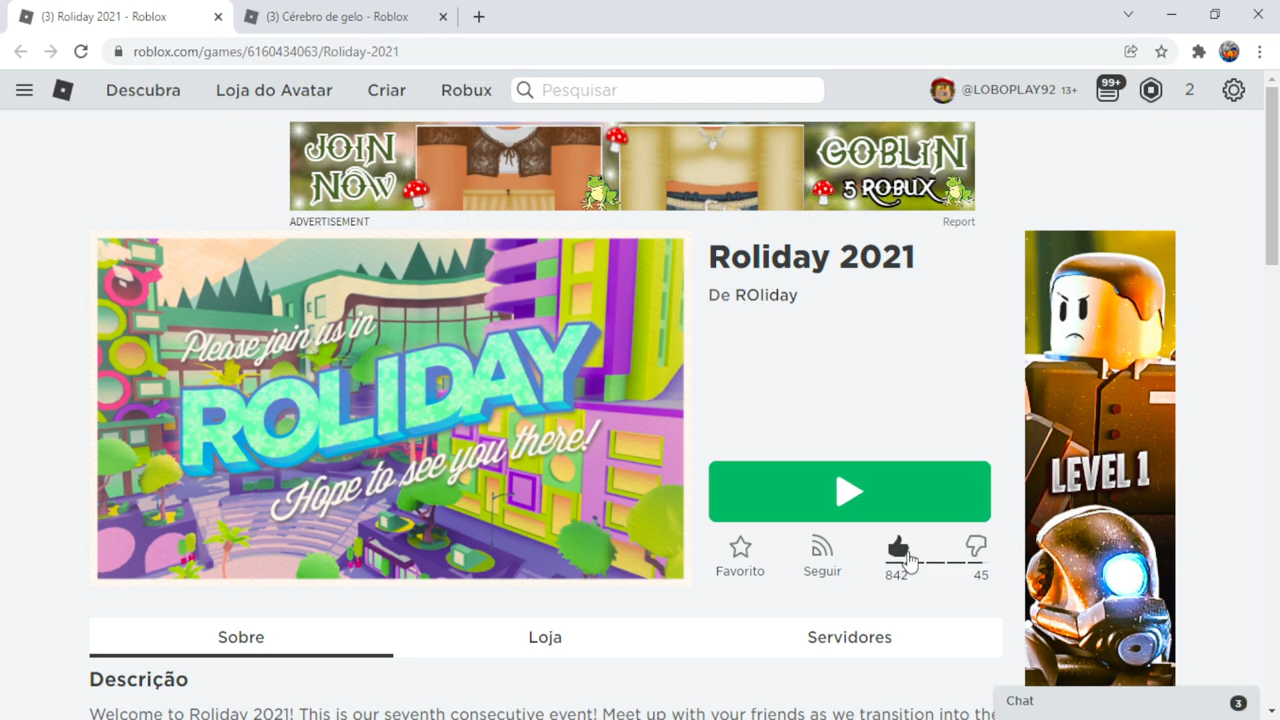 (3) Roliday 2021 - Roblox
(3) Cérebro de gelo - Roblox
roblox.com/games/6160434063/Roliday-2021
Descubra
Loja do Avatar
Criar
Robux
Pesquisar
@LOBOPLAY92 13+
99+
2
JOIN NOW
GOBLIN
5 ROBUX
ADVERTISEMENT
Report
Please join us in
ROLIDAY
Hope to see you there!
Roliday 2021
De ROliday
Favorito
Seguir
842
45
LEVEL 1
Sobre
Loja
Servidores
Descrição
Welcome to Roliday 2021! This is our seventh consecutive event! Meet up with your friends as we transition into the
Chat
3